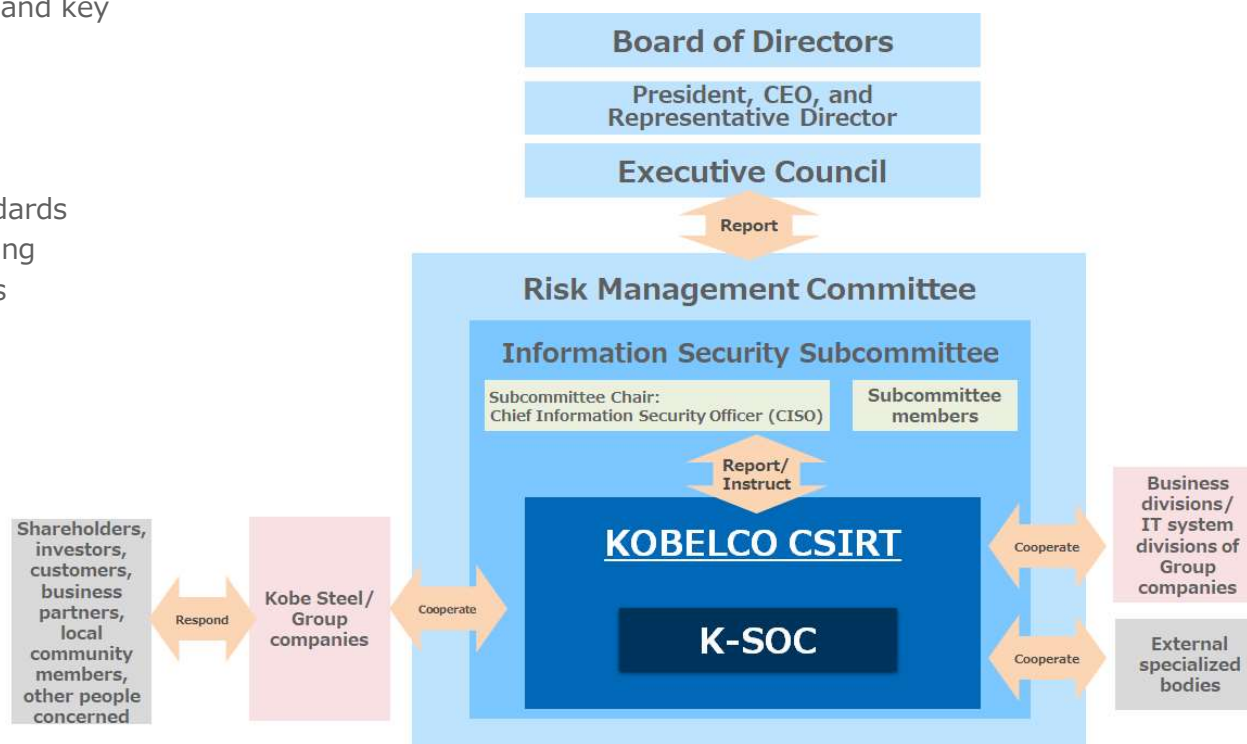 and key
dards
ng
s
Board of Directors
President, CEO, and
Representative Director
Executive Council
Report
Risk Management Committee
Information Security Subcommittee
Subcommittee Chair:
Chief Information Security Officer (CISO)
Subcommittee
members
Report/
Instruct
KOBELCO CSIRT
K-SOC
Shareholders,
investors,
customers,
business
partners,
local
community
members,
other people
concerned
Respond
Kobe Steel/
Group
companies
Cooperate
Cooperate
Business
divisions/
IT system
divisions of
Group
companies
Cooperate
External
specialized
bodies